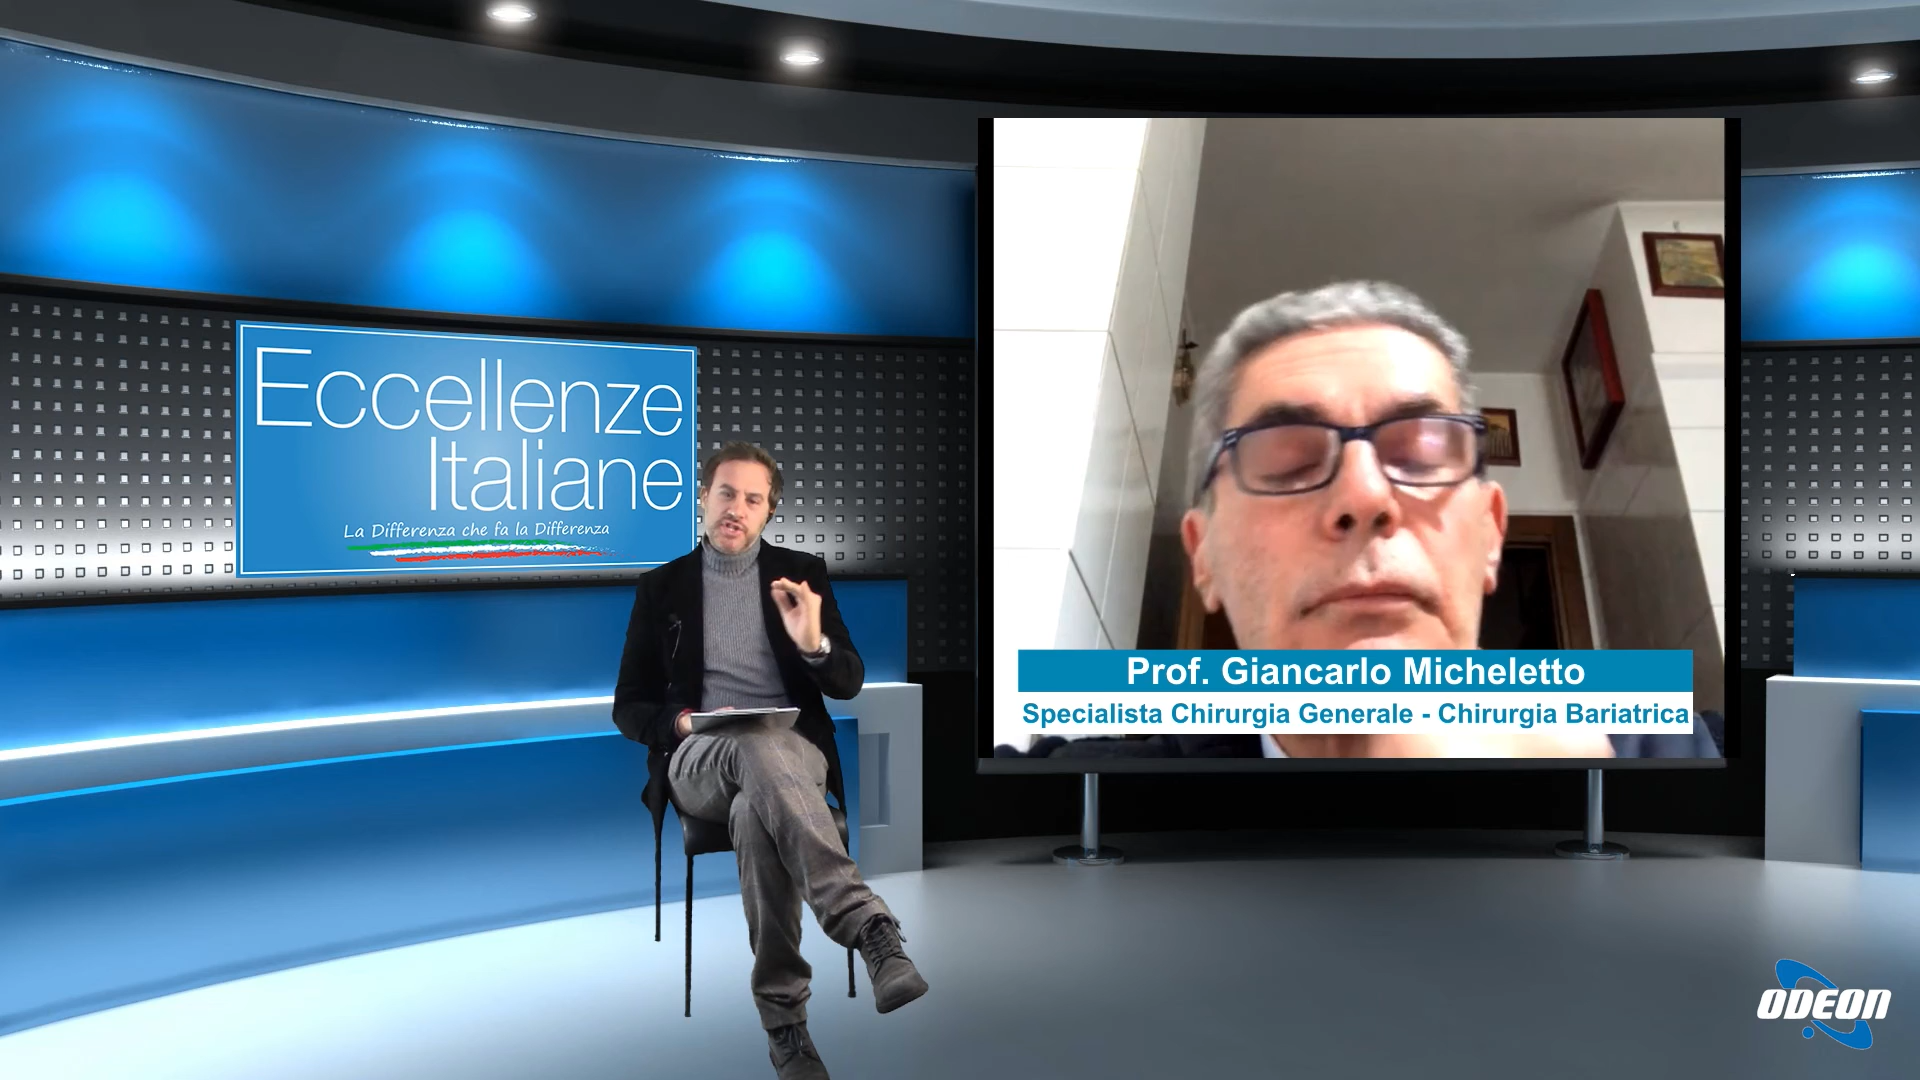 Eccellenze
Italiane
La Differenza che fa la Differenza
Prof. Giancarlo Micheletto
Specialista Chirurgia Generale - Chirurgia Bariatrica
ODEON